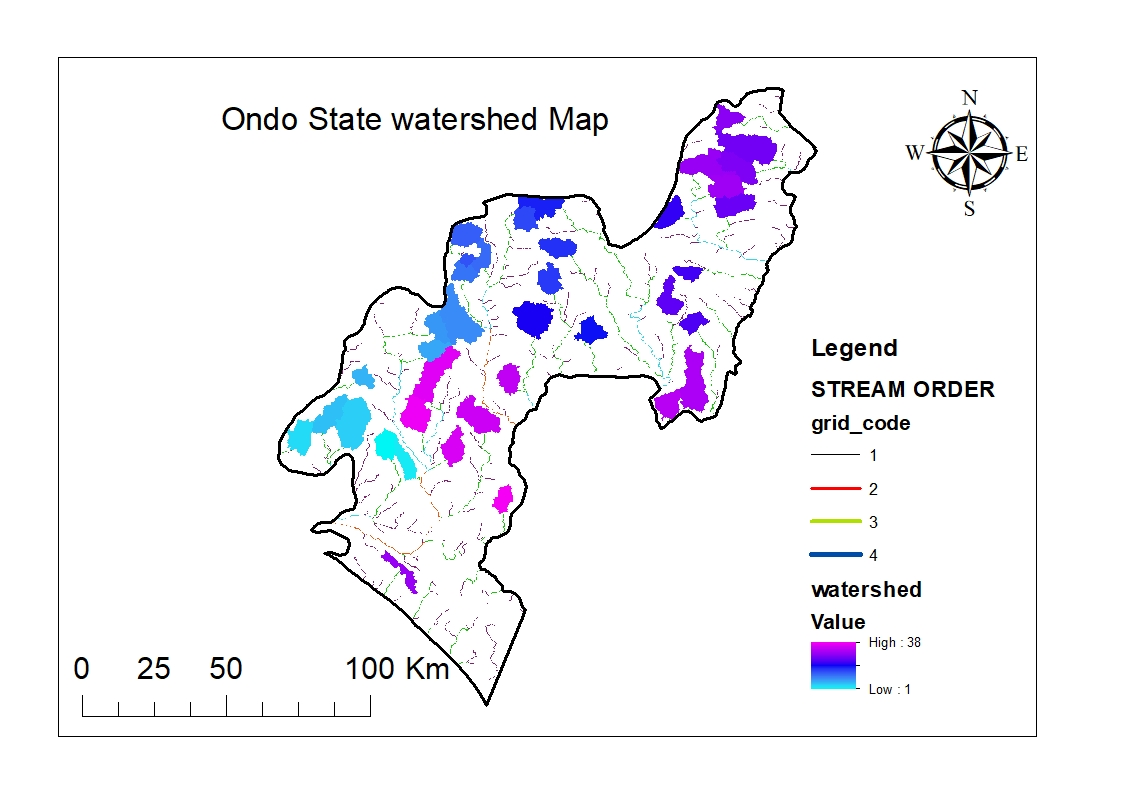 Ondo State watershed Map
N
W E
S
Legend
STREAM ORDER
grid_code
1
2
3
4
watershed
Value
High : 38
Low : 1
0 25 50 100 Km